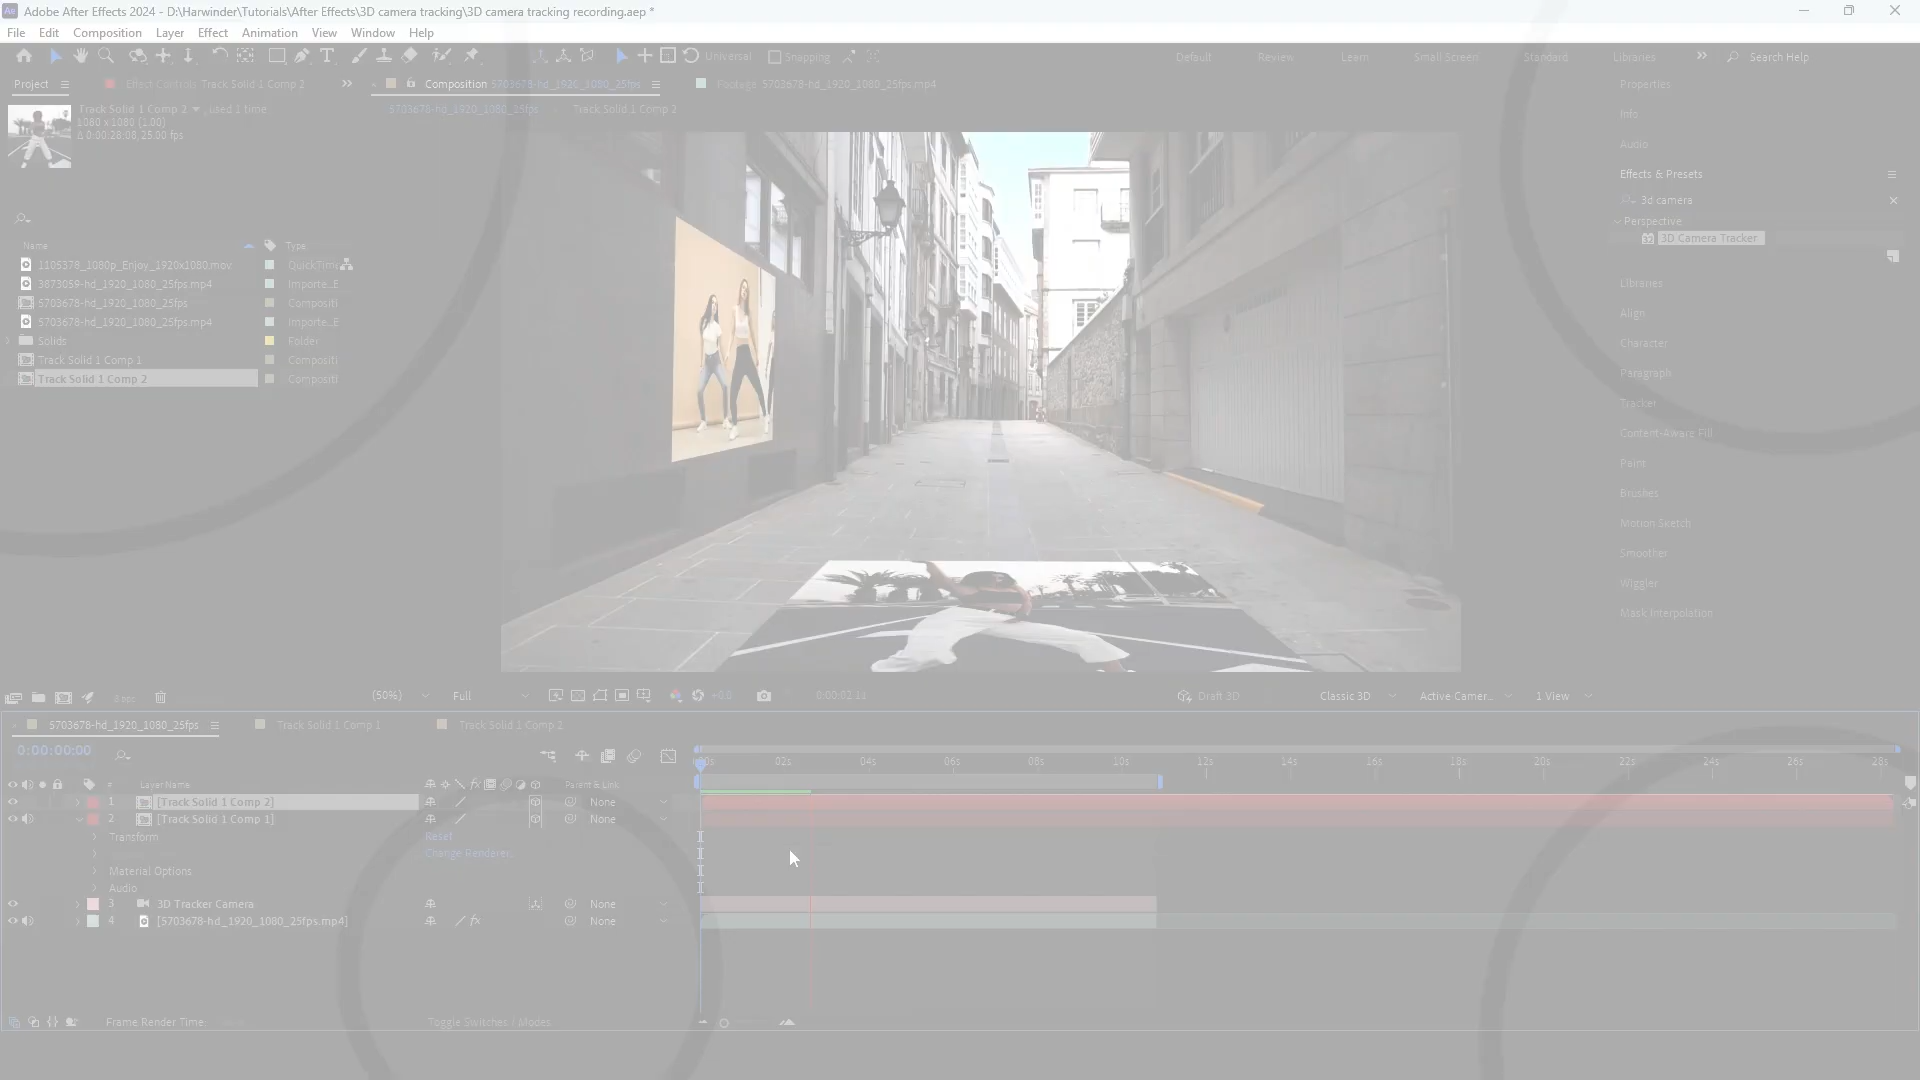 Adobe After Effects 2024 - D:\Harwinder\Tutorials\After Effects\3D camera tracking\3D camera tracking recording.aep *
File Edit Composition Layer Effect Animation View Window Help
Universal Snapping Default Review Learn Small Screen Standard Libraries Search Help
Project Effect Controls Track Solid 1 Comp 2 Composition 5703678-hd_1920_1080_25fps Footage 5703678-hd_1920_1080_25fps.mp4 Properties
Track Solid 1 Comp 2 , used 1 time 5703678-hd_1920_1080_25fps Track Solid 1 Comp 2
1080 x 1080 (1.00) Info
Δ 0:00:28:08, 25.00 fps
Audio
Effects & Presets
3d camera
Perspective
3D Camera Tracker
Name Type
1105378_1080p_Enjoy_1920x1080.mov QuickTime
3873059-hd_1920_1080_25fps.mp4 Importe...E
Libraries
5703678-hd_1920_1080_25fps Compositi
Align
5703678-hd_1920_1080_25fps.mp4 Importe...E
Solids Folder
Character
Track Solid 1 Comp 1 Compositi
Paragraph
Track Solid 1 Comp 2 Compositi
Tracker
Content-Aware Fill
Paint
Brushes
Motion Sketch
Smoother
Wiggler
Mask Interpolation
8 bpc (50%) Full +0.0 Draft 3D Classic 3D Active Camer... 1 View
5703678-hd_1920_1080_25fps Track Solid 1 Comp 1 Track Solid 1 Comp 2
0:00:00:00
02s 04s 06s 08s 10s 12s 14s 16s 18s 20s 22s 24s 26s 28s
# Layer Name Parent & Link
1 [Track Solid 1 Comp 2] None
2 [Track Solid 1 Comp 1] None
Transform Reset
Change Renderer...
Material Options
Audio
3 3D Tracker Camera None
4 [5703678-hd_1920_1080_25fps.mp4] None
Frame Render Time: Toggle Switches / Modes